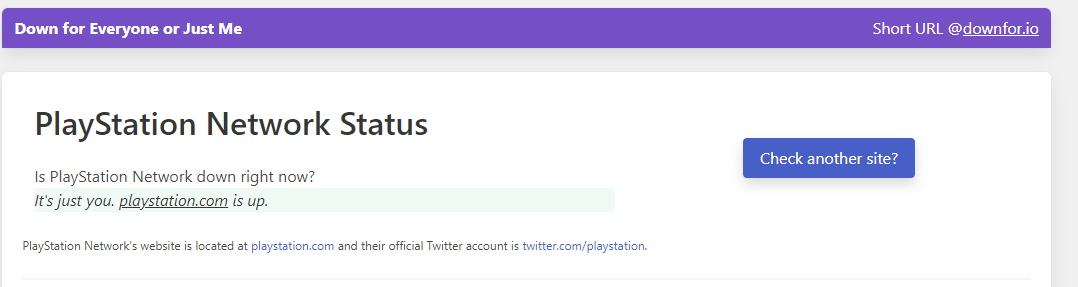 Down for Everyone or Just Me
Short URL @downfor.io
PlayStation Network Status
Check another site?
Is PlayStation Network down right now?
It's just you. playstation.com is up.
PlayStation Network's website is located at playstation.com and their official Twitter account is twitter.com/playstation.